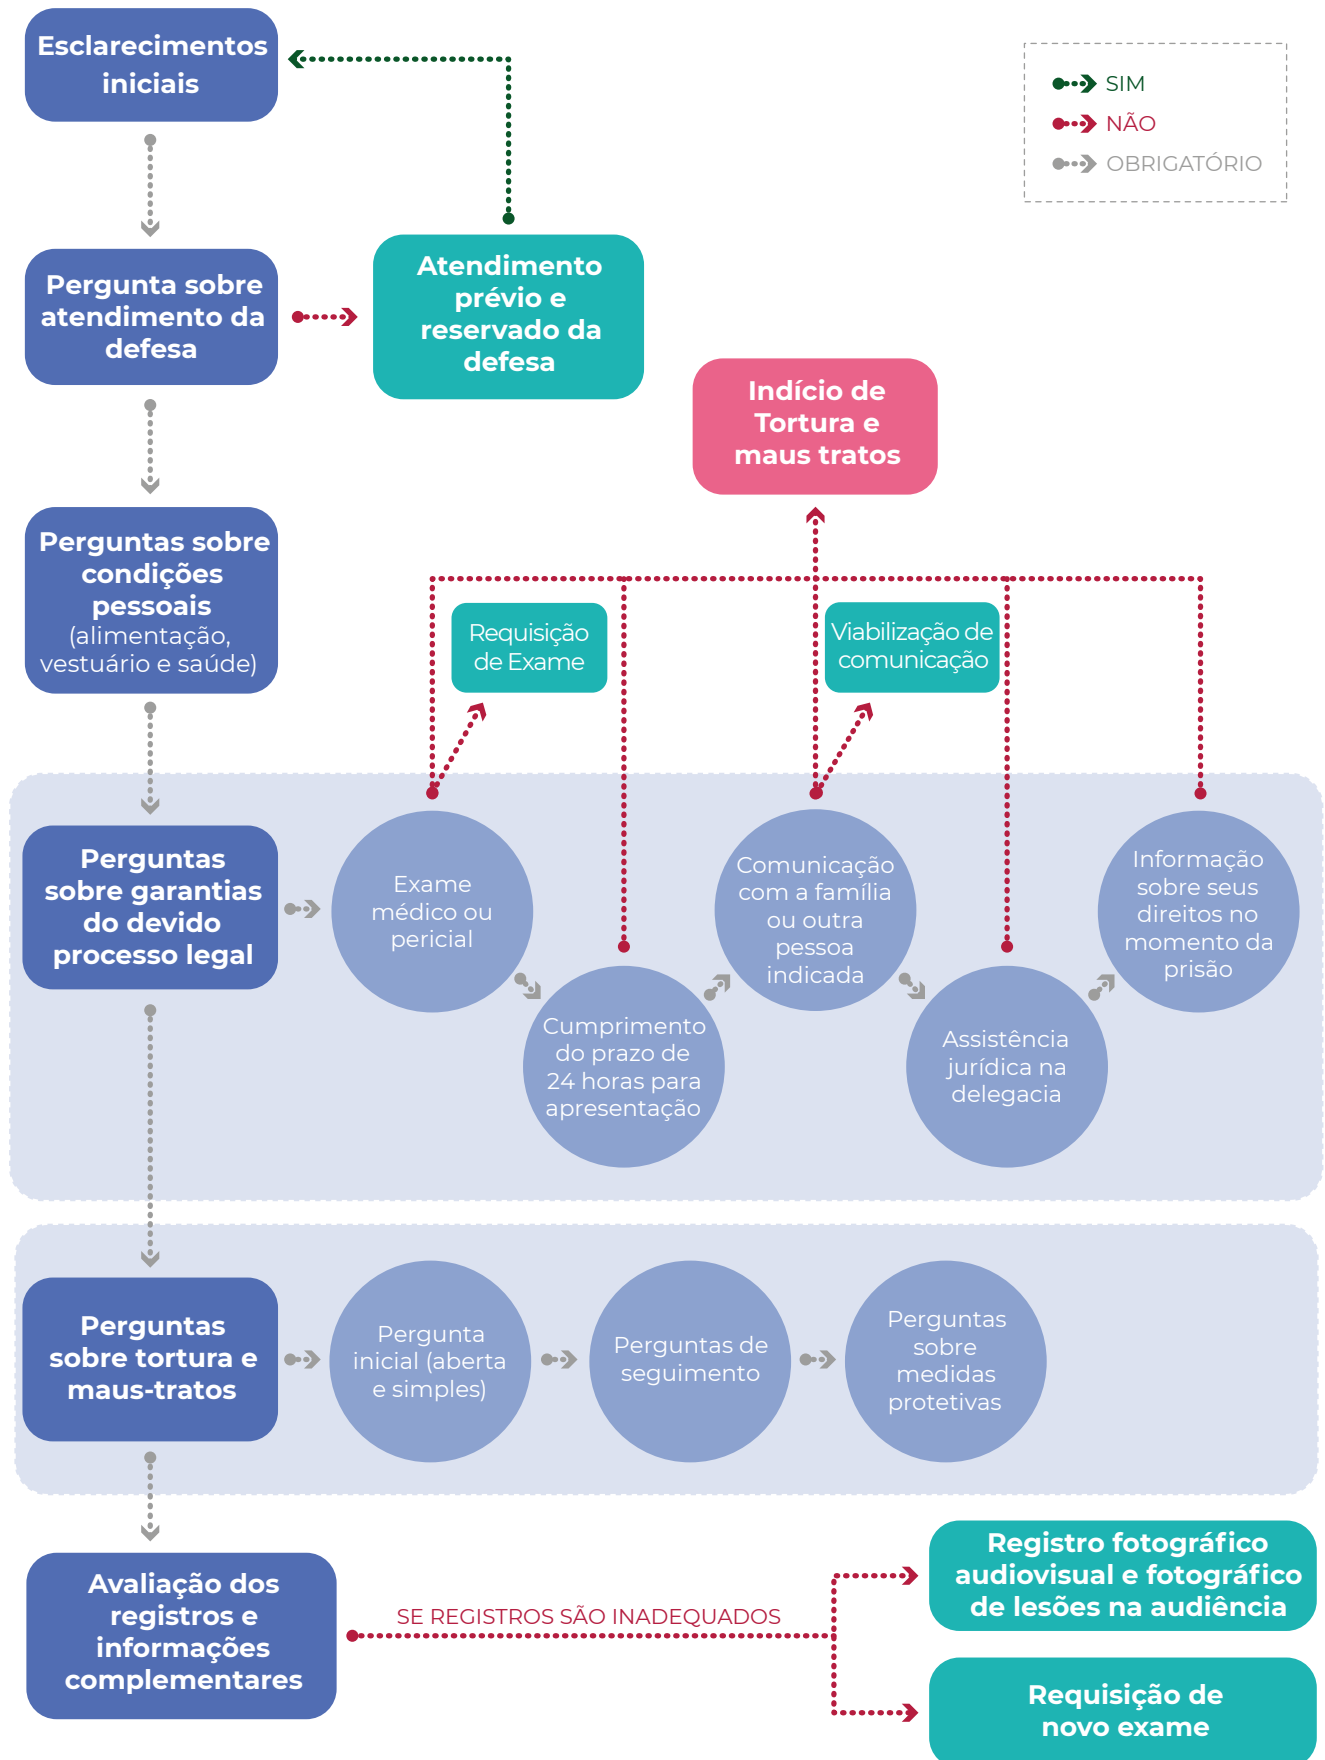 Esclarecimentos
iniciais
SIM
NÃO
OBRIGATÓRIO
Pergunta sobre
atendimento da
defesa
Atendimento
prévio e
reservado da
defesa
Indício de
Tortura e
maus tratos
Perguntas sobre
condições
pessoais
(alimentação,
vestuário e saúde)
Requisição
de Exame
Viabilização de
comunicação
Perguntas
sobre garantias
do devido
processo legal
Exame
médico ou
pericial
Cumprimento
do prazo de
24 horas para
apresentação
Comunicação
com a família
ou outra
pessoa
indicada
Assistência
jurídica na
delegacia
Informação
sobre seus
direitos no
momento da
prisão
Perguntas
sobre tortura e
maus-tratos
Pergunta
inicial (aberta
e simples)
Perguntas de
seguimento
Perguntas
sobre
medidas
protetivas
Avaliação dos
registros e
informações
complementares
SE REGISTROS SÃO INADEQUADOS
Registro fotográfico
audiovisual e fotográfico
de lesões na audiência
Requisição de
novo exame